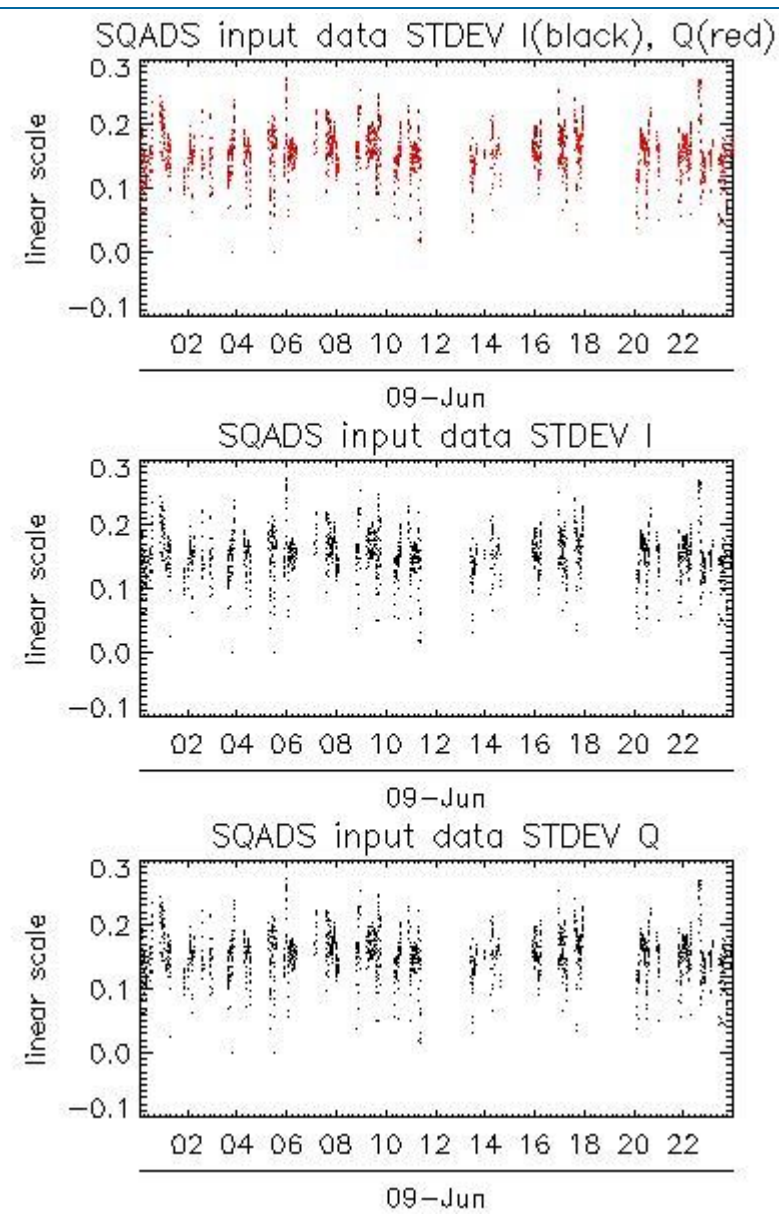 SQADS input data STDEV I(black), Q(red)
0.3
0.2
0.1
0.0
-0.1
linear scale
02 04 06 08 10 12 14 16 18 20 22
09-Jun
SQADS input data STDEV I
0.3
0.2
0.1
0.0
-0.1
linear scale
02 04 06 08 10 12 14 16 18 20 22
09-Jun
SQADS input data STDEV Q
0.3
0.2
0.1
0.0
-0.1
linear scale
02 04 06 08 10 12 14 16 18 20 22
09-Jun